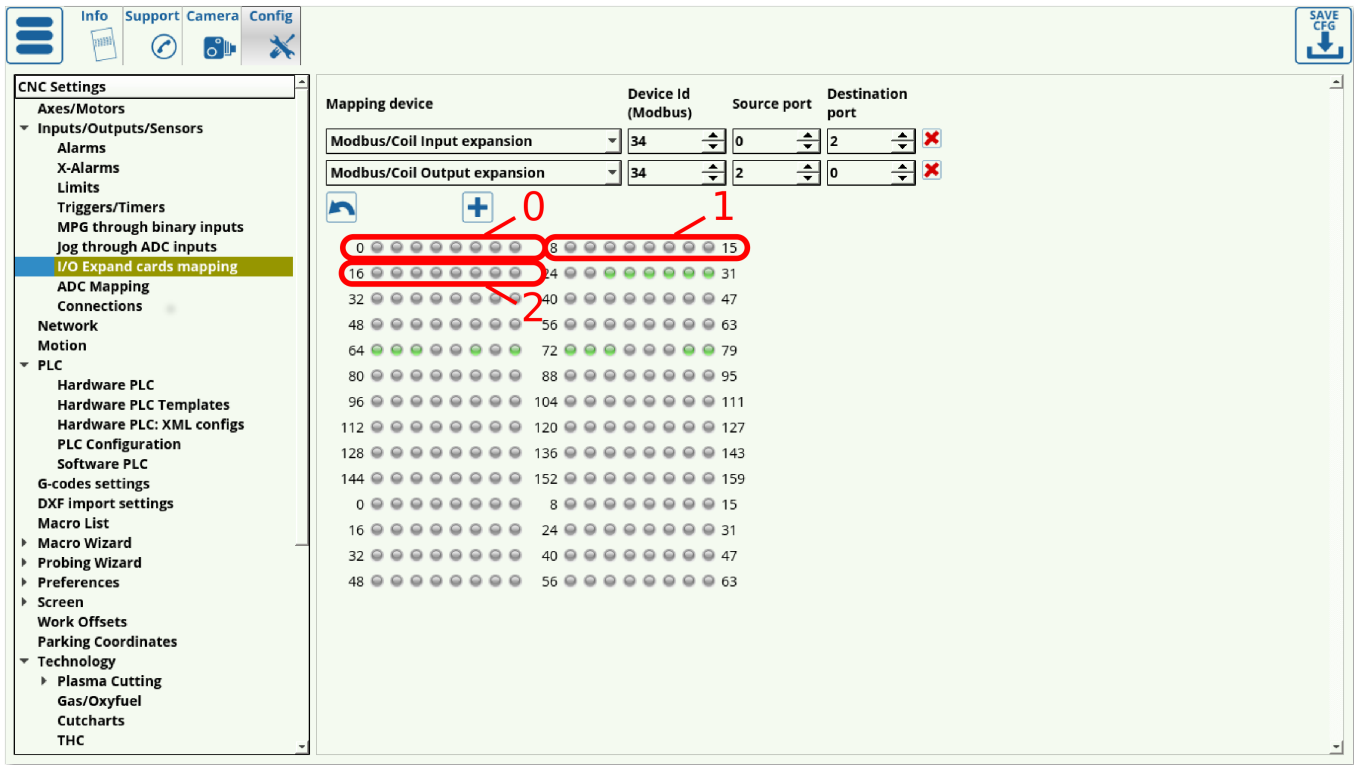 Info Support Camera Config
SAVE CFG
CNC Settings
Axes/Motors
Inputs/Outputs/Sensors
Alarms
X-Alarms
Limits
Triggers/Timers
MPG through binary inputs
Jog through ADC inputs
I/O Expand cards mapping
ADC Mapping
Connections
Network
Motion
PLC
Hardware PLC
Hardware PLC Templates
Hardware PLC: XML configs
PLC Configuration
Software PLC
G-codes settings
DXF import settings
Macro List
Macro Wizard
Probing Wizard
Preferences
Screen
Work Offsets
Parking Coordinates
Technology
Plasma Cutting
Gas/Oxyfuel
Cutcharts
THC
Mapping device Device Id (Modbus) Source port Destination port
Modbus/Coil Input expansion 34 0 2
Modbus/Coil Output expansion 34 2 0
0 1
0 8 15
16 24 31
2
32 40 47
48 56 63
64 72 79
80 88 95
96 104 111
112 120 127
128 136 143
144 152 159
0 8 15
16 24 31
32 40 47
48 56 63